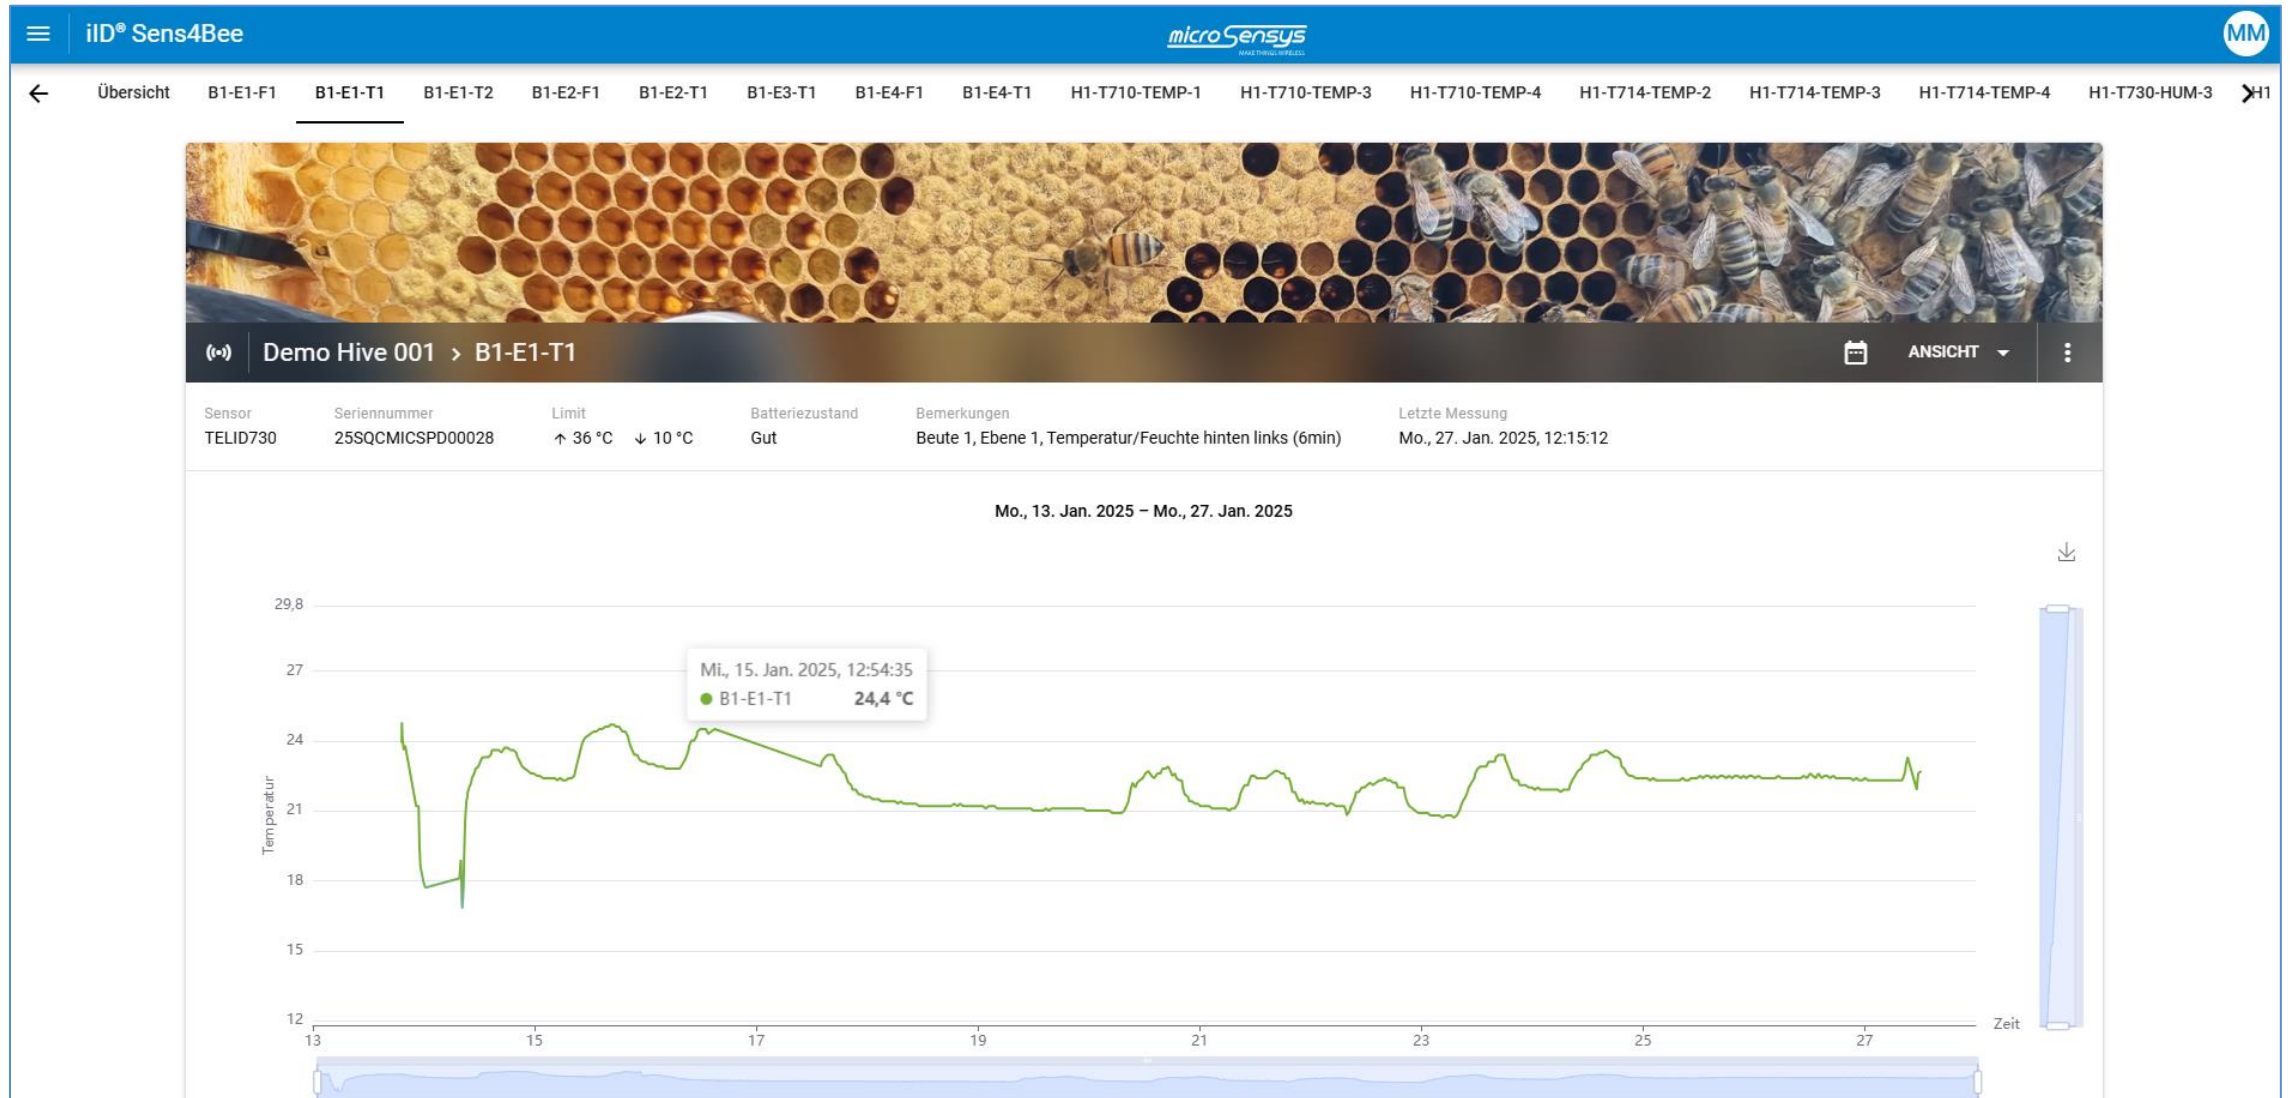 iID® Sens4Bee
microSensys
MAKE THINGS WIRELESS
MM
Übersicht B1-E1-F1 B1-E1-T1 B1-E1-T2 B1-E2-F1 B1-E2-T1 B1-E3-T1 B1-E4-F1 B1-E4-T1 H1-T710-TEMP-1 H1-T710-TEMP-3 H1-T710-TEMP-4 H1-T714-TEMP-2 H1-T714-TEMP-3 H1-T714-TEMP-4 H1-T730-HUM-3 H1
Demo Hive 001 › B1-E1-T1
ANSICHT
Sensor Seriennummer Limit Batteriezustand Bemerkungen Letzte Messung
TELID730 25SQCMICSPD00028 ↑ 36 °C ↓ 10 °C Gut Beute 1, Ebene 1, Temperatur/Feuchte hinten links (6min) Mo., 27. Jan. 2025, 12:15:12
Mo., 13. Jan. 2025 – Mo., 27. Jan. 2025
29,8
27
Mi., 15. Jan. 2025, 12:54:35
B1-E1-T1 24,4 °C
24
Temperatur
21
18
15
12
13 15 17 19 21 23 25 27
Zeit